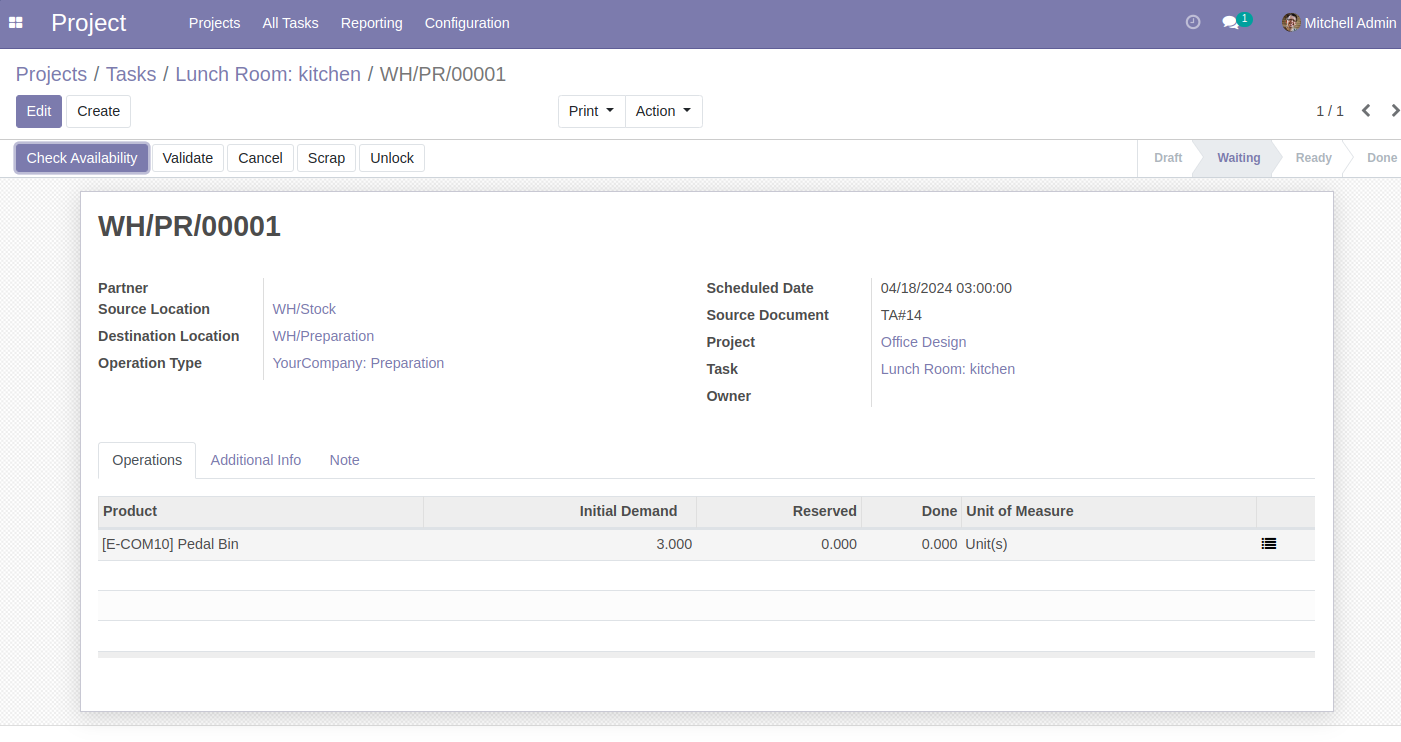 Project Projects All Tasks Reporting Configuration 1 Mitchell Admin
Projects / Tasks / Lunch Room: kitchen / WH/PR/00001
Edit Create Print Action 1 / 1
Check Availability Validate Cancel Scrap Unlock Draft Waiting Ready Done
WH/PR/00001
Partner
Source Location WH/Stock
Destination Location WH/Preparation
Operation Type YourCompany: Preparation
Scheduled Date 04/18/2024 03:00:00
Source Document TA#14
Project Office Design
Task Lunch Room: kitchen
Owner
Operations Additional Info Note
Product Initial Demand Reserved Done Unit of Measure
[E-COM10] Pedal Bin 3.000 0.000 0.000 Unit(s)